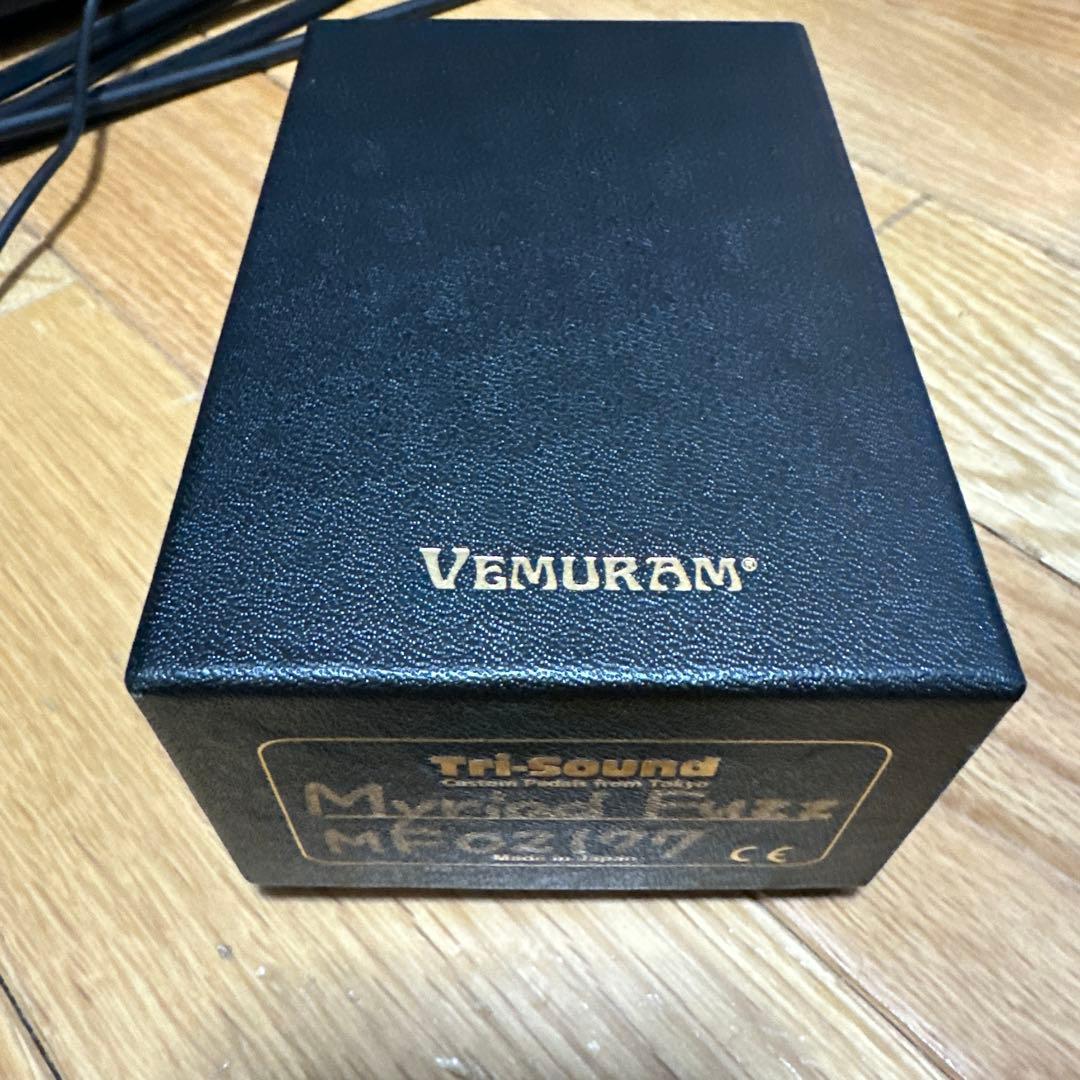 VEMURAM®
Tri-Sound
Custom Pedals from Tokyo
Myriad Fuzz
MF02177
Made in Japan
CE